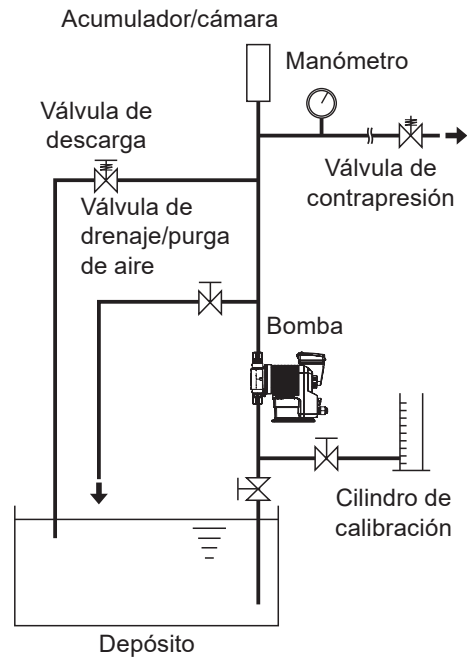 Acumulador/cámara
Manómetro
Válvula de
descarga
Válvula de
contrapresión
Válvula de
drenaje/purga
de aire
Bomba
Cilindro de
calibración
Depósito